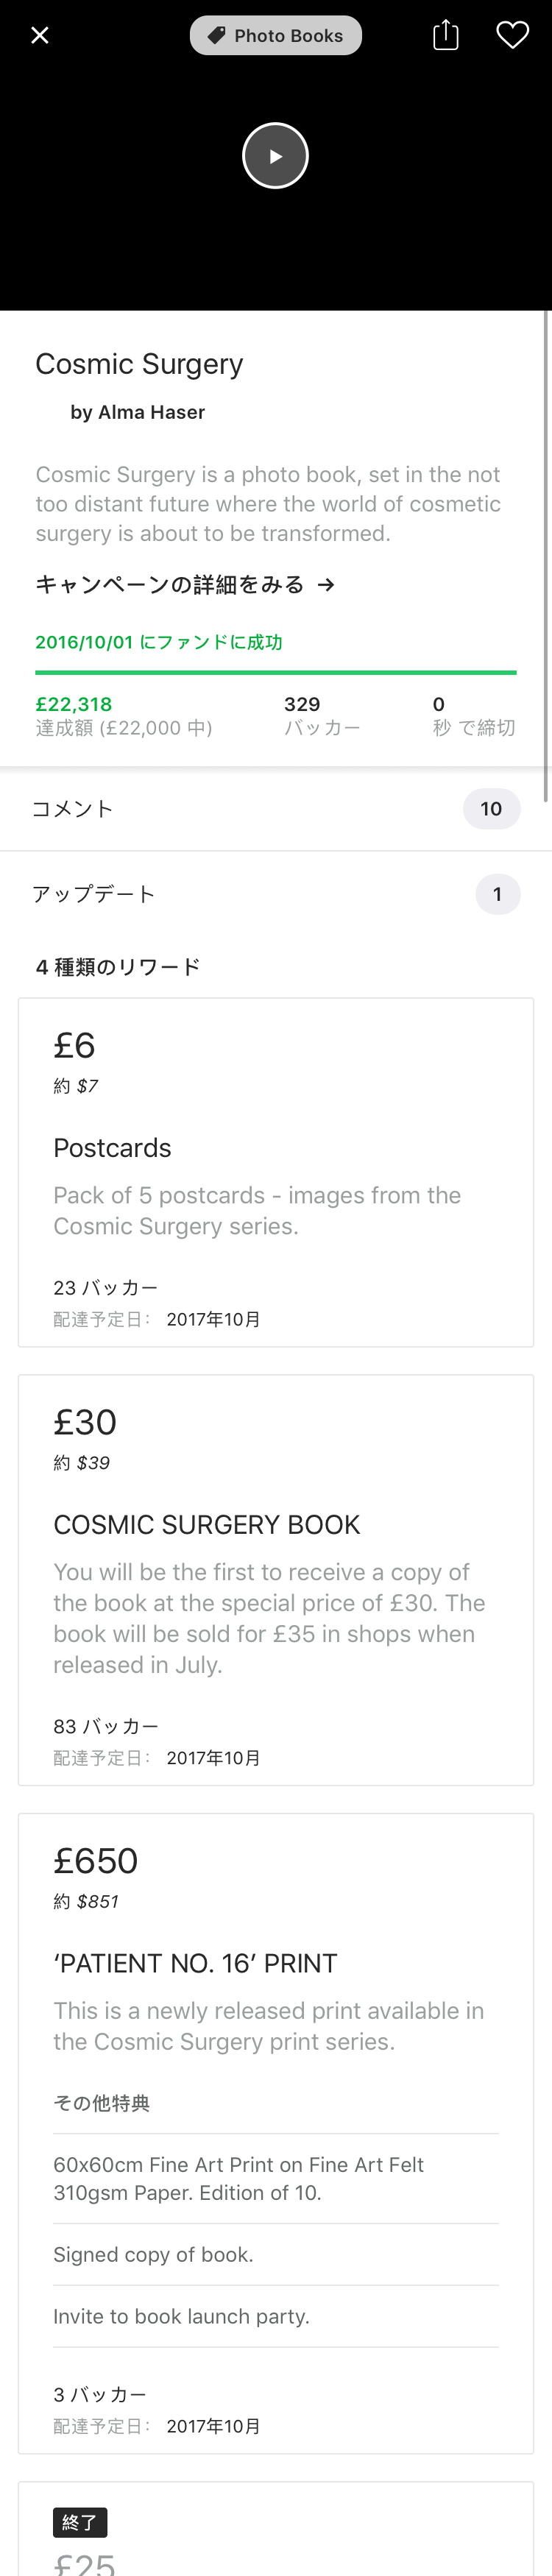 Photo Books
Cosmic Surgery
by Alma Haser
Cosmic Surgery is a photo book, set in the not
too distant future where the world of cosmetic
surgery is about to be transformed.
キャンペーンの詳細をみる →
2016/10/01 にファンドに成功
£22,318
達成額 (£22,000 中)
329
バッカー
0
秒 で締切
コメント
10
アップデート
1
4 種類のリワード
£6
約 $7
Postcards
Pack of 5 postcards - images from the
Cosmic Surgery series.
23 バッカー
配達予定日： 2017年10月
£30
約 $39
COSMIC SURGERY BOOK
You will be the first to receive a copy of
the book at the special price of £30. The
book will be sold for £35 in shops when
released in July.
83 バッカー
配達予定日： 2017年10月
£650
約 $851
‘PATIENT NO. 16’ PRINT
This is a newly released print available in
the Cosmic Surgery print series.
その他特典
60x60cm Fine Art Print on Fine Art Felt
310gsm Paper. Edition of 10.
Signed copy of book.
Invite to book launch party.
3 バッカー
配達予定日： 2017年10月
終了
£25